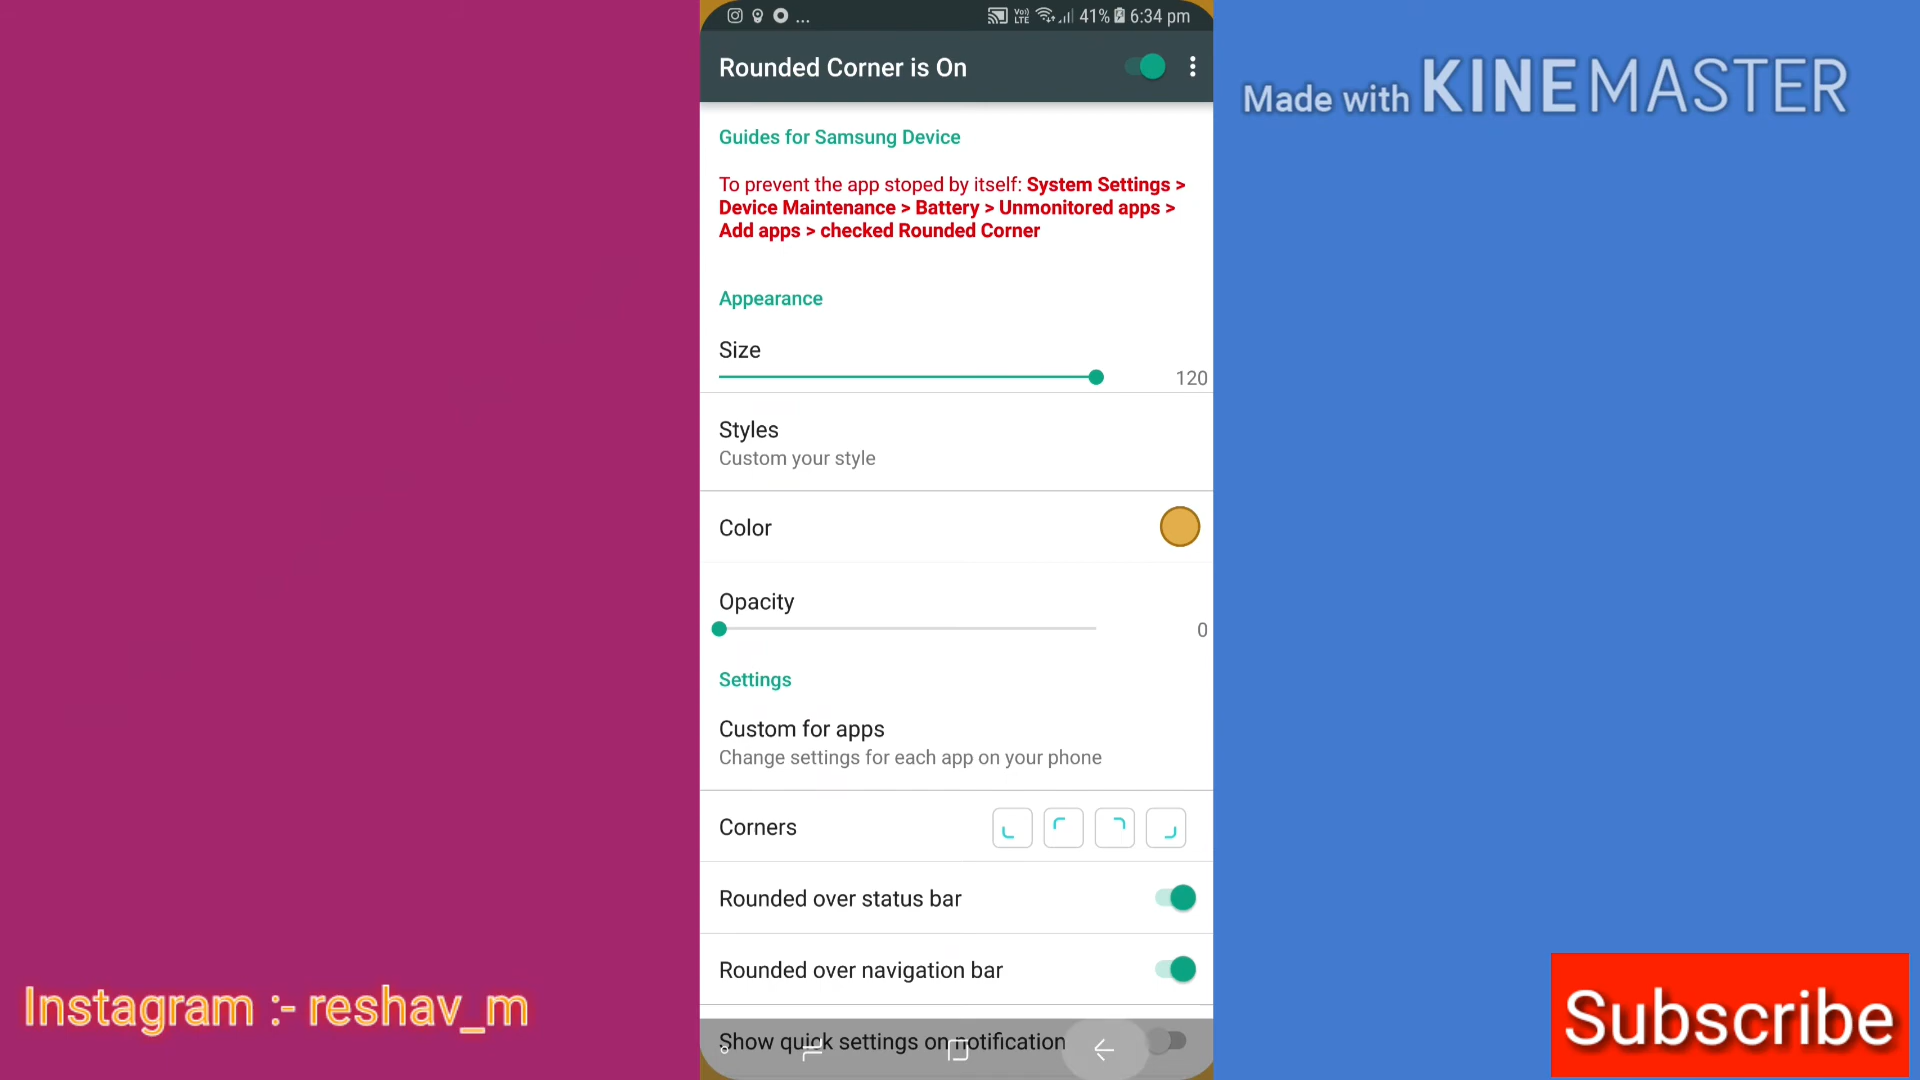 ... Vo) LTE 41% 6:34 pm
Rounded Corner is On
Made with KINEMASTER
Guides for Samsung Device
To prevent the app stoped by itself: System Settings >
Device Maintenance > Battery > Unmonitored apps >
Add apps > checked Rounded Corner
Appearance
Size
120
Styles
Custom your style
Color
Opacity
0
Settings
Custom for apps
Change settings for each app on your phone
Corners
Rounded over status bar
Rounded over navigation bar
Show quick settings on notification
Instagram :- reshav_m
Subscribe